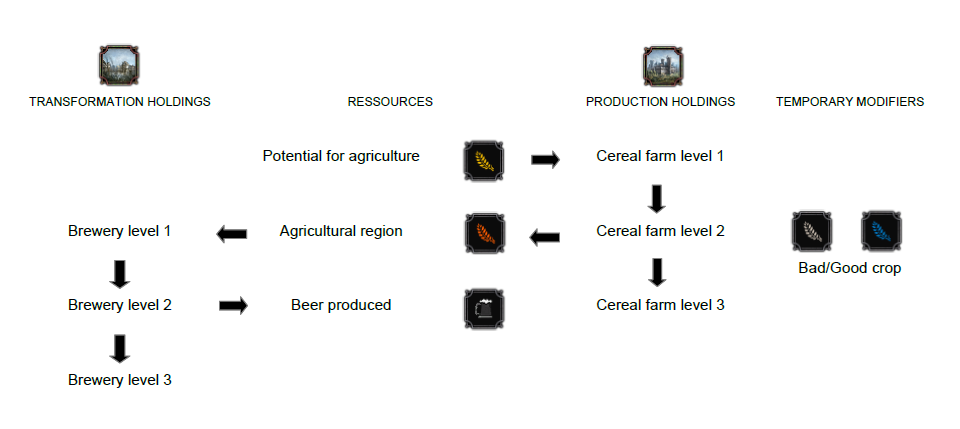 TRANSFORMATION HOLDINGS
RESSOURCES
PRODUCTION HOLDINGS
TEMPORARY MODIFIERS
Potential for agriculture
Cereal farm level 1
Brewery level 1
Agricultural region
Cereal farm level 2
Bad/Good crop
Brewery level 2
Beer produced
Cereal farm level 3
Brewery level 3